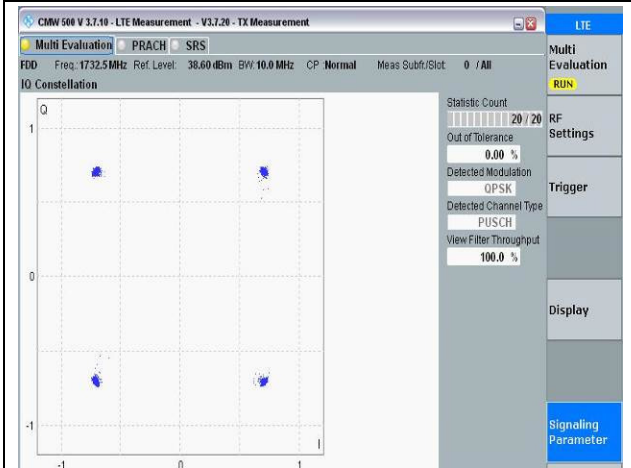 CMW 500 V 3.7.10 - LTE Measurement - V3.7.20 - TX Measurement
LTE
Multi Evaluation PRACH SRS
FDD Freq.: 1732.5 MHz Ref. Level: 38.60 dBm BW: 10.0 MHz CP: Normal Meas Subfr./Slot: 0 / All
IQ Constellation
Q
1
0
-1
-1 0 1
I
Statistic Count
20 / 20
Out of Tolerance
0.00 %
Detected Modulation
QPSK
Detected Channel Type
PUSCH
View Filter Throughput
100.0 %
Multi
Evaluation
RUN
RF
Settings
Trigger
Display
Signaling
Parameter